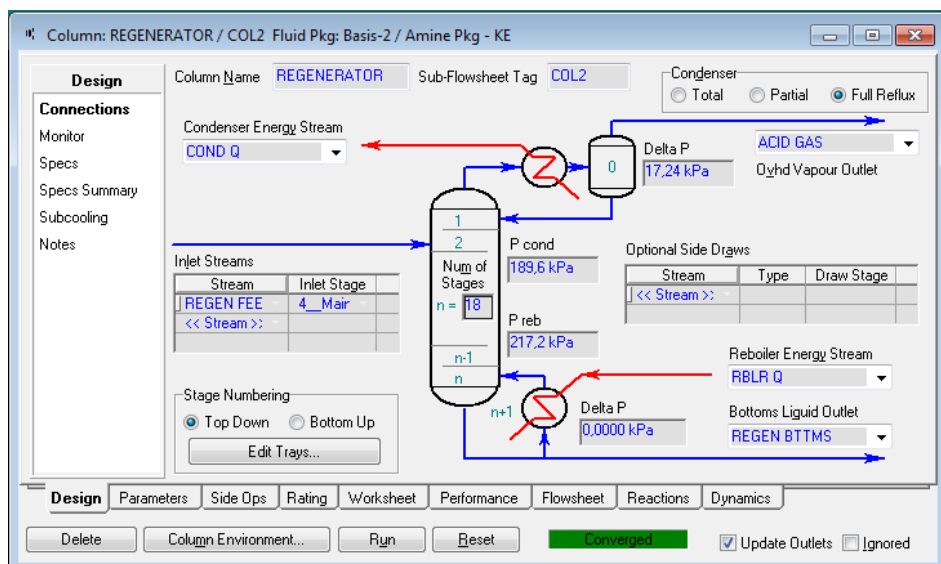 Column: REGENERATOR / COL2 Fluid Pkg: Basis-2 / Amine Pkg - KE
Design
Connections
Monitor
Specs
Specs Summary
Subcooling
Notes
Column Name REGENERATOR Sub-Flowsheet Tag COL2
Condenser
Total Partial Full Reflux
Condenser Energy Stream
COND Q
0
Delta P
17,24 kPa
ACID GAS
Ovhd Vapour Outlet
1
2
Num of
Stages
n = 18
n-1
n
n+1
P cond
189,6 kPa
P reb
217,2 kPa
Inlet Streams
Stream Inlet Stage
REGEN FEE 4__Mair
<< Stream >>
Optional Side Draws
Stream Type Draw Stage
<< Stream >>
Stage Numbering
Top Down Bottom Up
Edit Trays...
Delta P
0,0000 kPa
Reboiler Energy Stream
RBLR Q
Bottoms Liquid Outlet
REGEN BTTMS
Design Parameters Side Ops Rating Worksheet Performance Flowsheet Reactions Dynamics
Delete Column Environment... Run Reset Converged Update Outlets Ignored